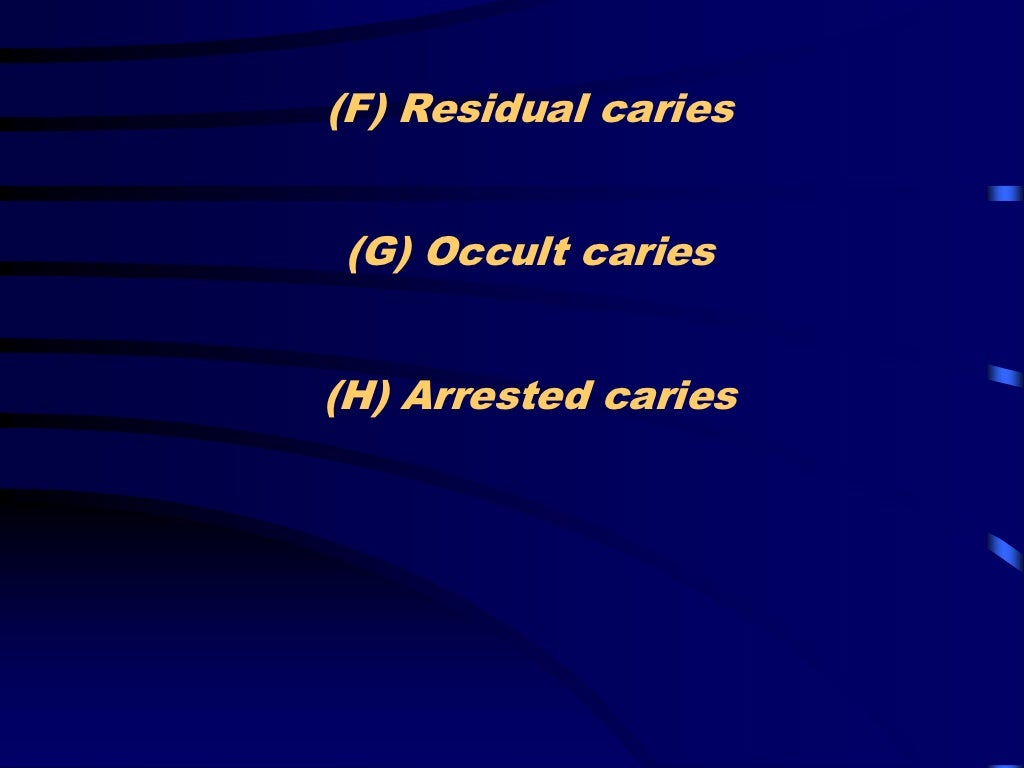 (F) Residual caries
(G) Occult caries
(H) Arrested caries